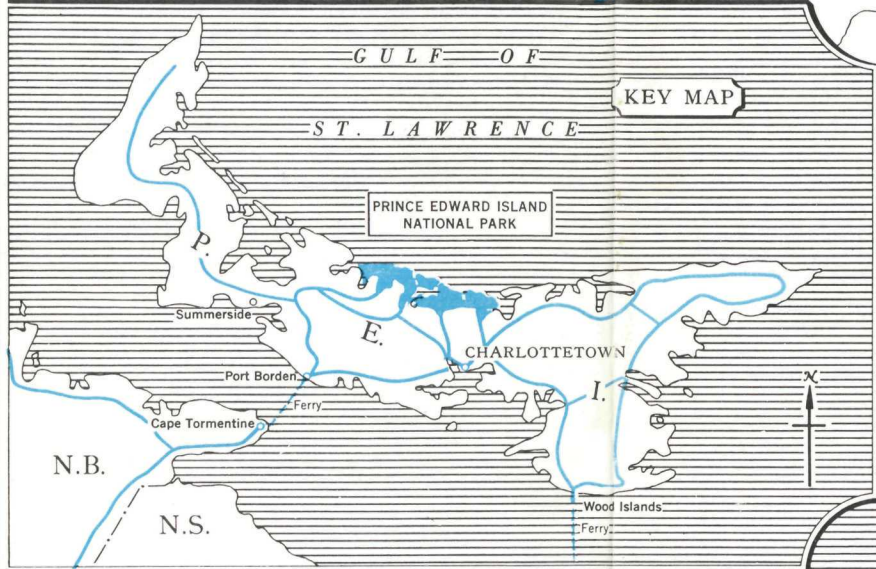 GULF OF
KEY MAP
ST. LAWRENCE
PRINCE EDWARD ISLAND
NATIONAL PARK
P.
Summerside
E.
CHARLOTTETOWN
Port Borden
I.
N
Ferry
Cape Tormentine
N.B.
Wood Islands
N.S.
Ferry